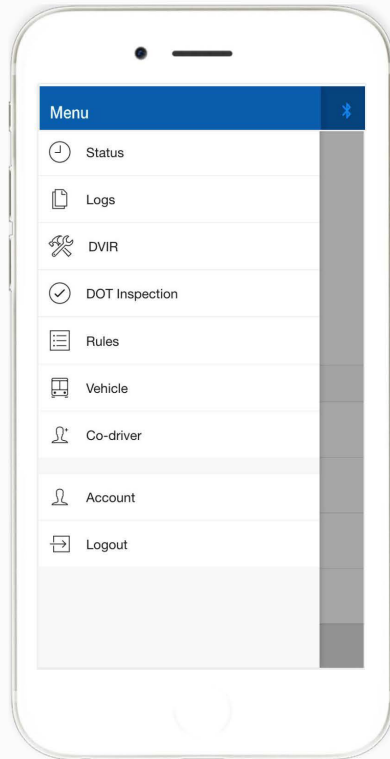 Menu
Status
Logs
DVIR
DOT Inspection
Rules
Vehicle
Co-driver
Account
Logout